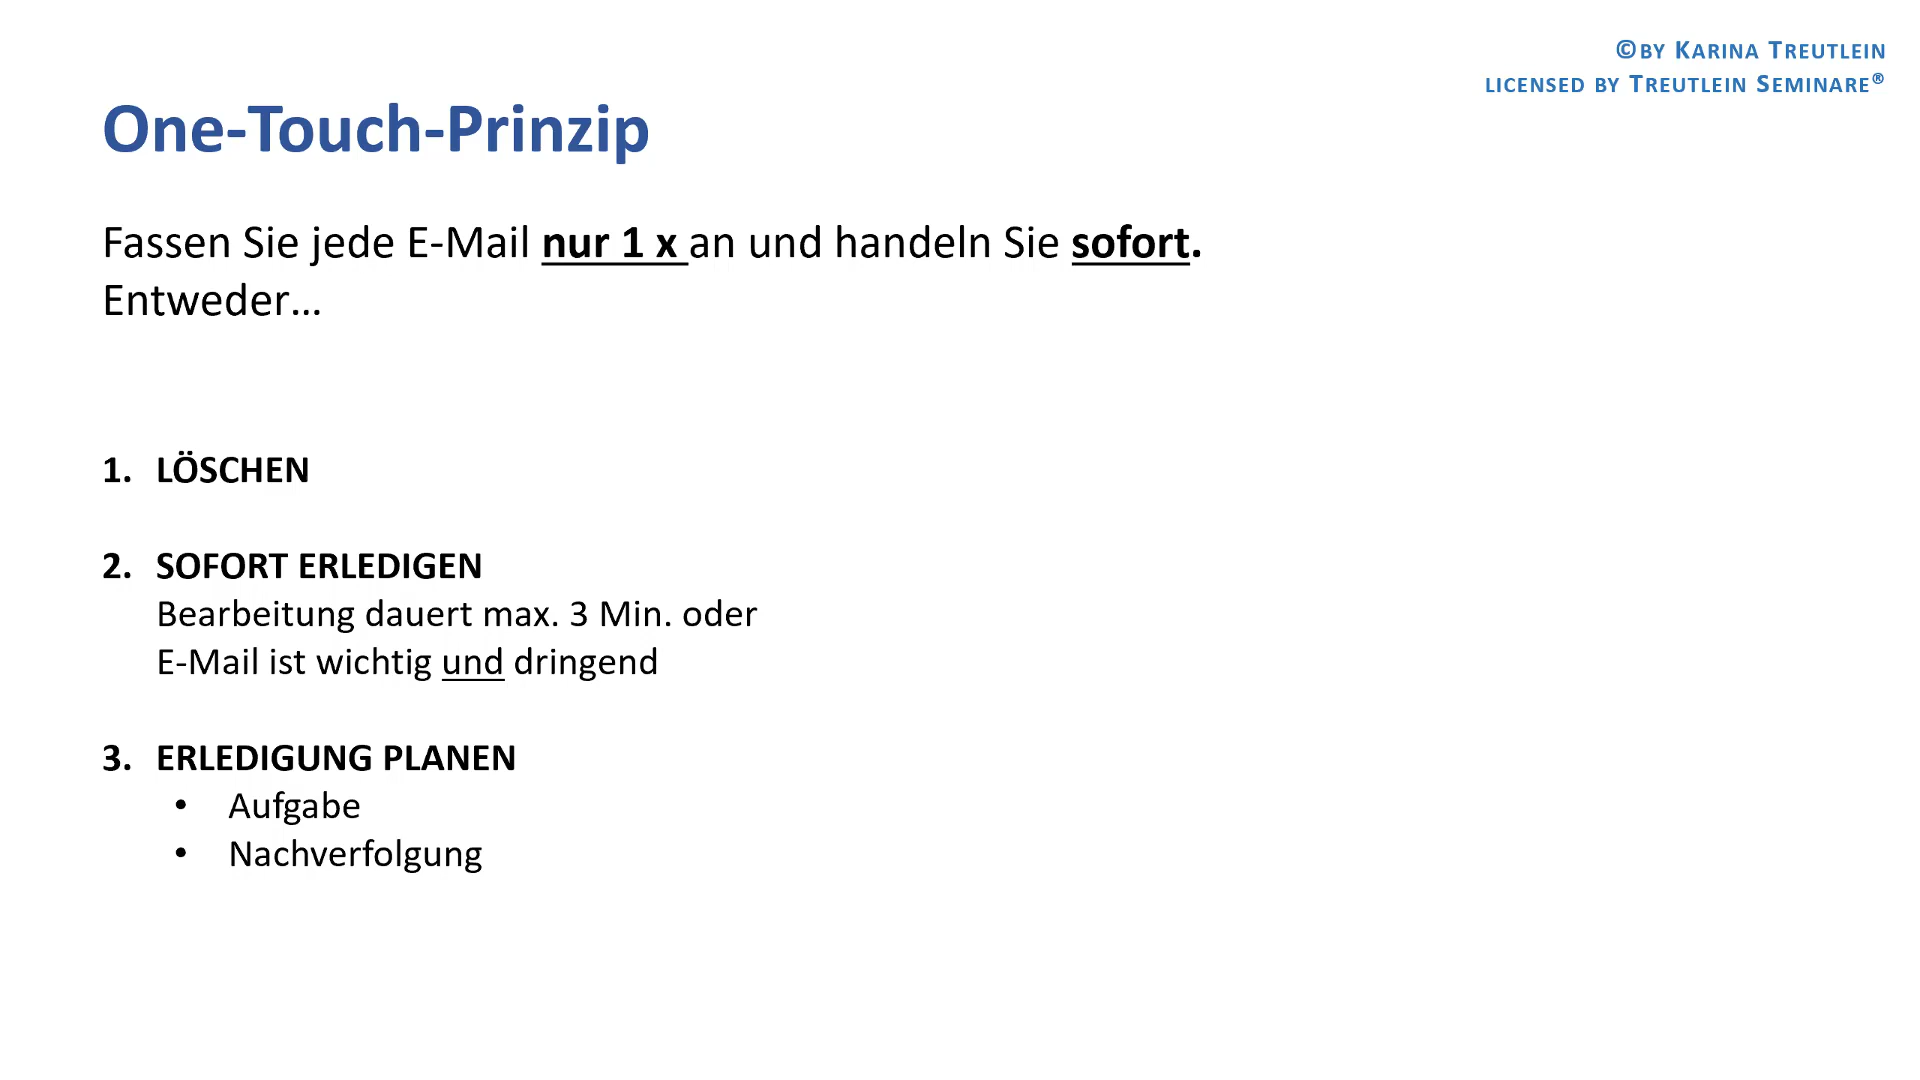 ©BY KARINA TREUTLEIN
LICENSED BY TREUTLEIN SEMINARE®
One-Touch-Prinzip
Fassen Sie jede E-Mail nur 1 x an und handeln Sie sofort.
Entweder...
1. LÖSCHEN
2. SOFORT ERLEDIGEN
Bearbeitung dauert max. 3 Min. oder
E-Mail ist wichtig und dringend
3. ERLEDIGUNG PLANEN
• Aufgabe
• Nachverfolgung